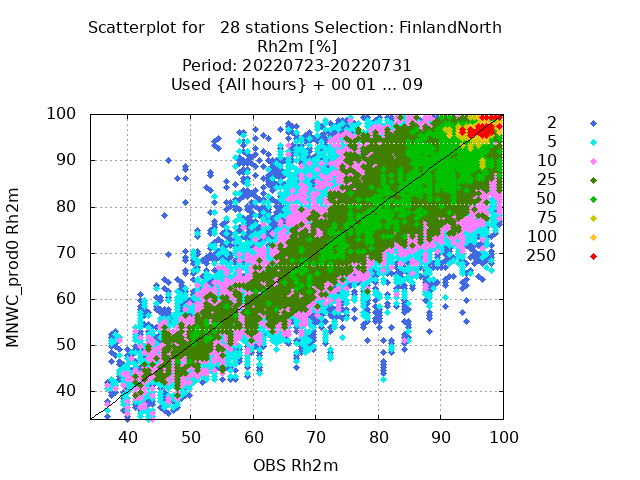 Scatterplot for   28 stations Selection: FinlandNorth
Rh2m [%]
Period: 20220723-20220731
Used {All hours} + 00 01 ... 09
100
90
80
70
60
50
40
MNWC_prod0 Rh2m
40 50 60 70 80 90 100
OBS Rh2m
2
5
10
25
50
75
100
250